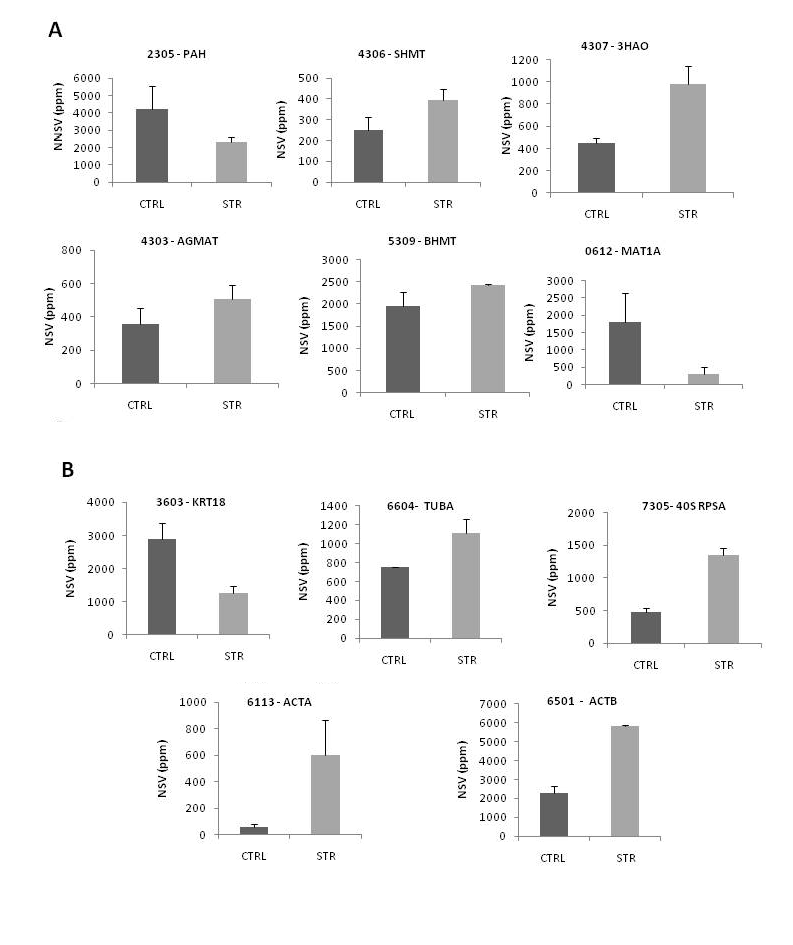 A
2305 - PAH
4306 - SHMT
4307 - 3HAO
NNSV (ppm)
6000
5000
4000
3000
2000
1000
0
CTRL STR
NSV (ppm)
500
400
300
200
100
0
CTRL STR
NSV (ppm)
1200
1000
800
600
400
200
0
CTRL STR
4303 - AGMAT
5309 - BHMT
0612 - MAT1A
NSV (ppm)
800
600
400
200
0
CTRL STR
NSV (ppm)
3000
2500
2000
1500
1000
500
0
CTRL STR
NSV (ppm)
3000
2500
2000
1500
1000
500
0
CTRL STR
B
3603 - KRT18
6604- TUBA
7305- 40S RPSA
NSV (ppm)
4000
3000
2000
1000
0
CTRL STR
NSV (ppm)
1400
1200
1000
800
600
400
200
0
CTRL STR
NSV (ppm)
2000
1500
1000
500
0
CTRL STR
6113 - ACTA
6501 - ACTB
NSV (ppm)
1000
800
600
400
200
0
CTRL STR
NSV (ppm)
7000
6000
5000
4000
3000
2000
1000
0
CTRL STR